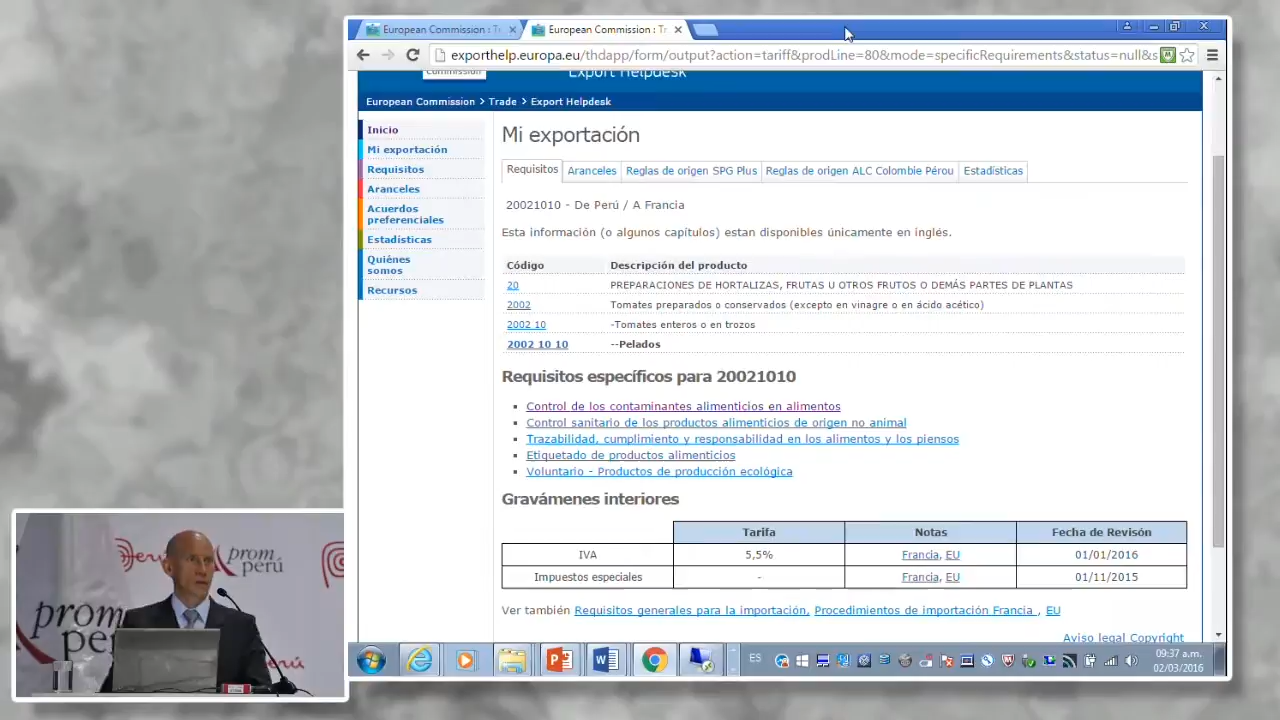 European Commission : Tr
European Commission : Tr
exporthelp.europa.eu/thdapp/form/output?action=tariff&prodLine=80&mode=specificRequirements&status=null&s
Commission
Export Helpdesk
European Commission > Trade > Export Helpdesk
Inicio
Mi exportación
Requisitos
Aranceles
Acuerdos
preferenciales
Estadísticas
Quiénes
somos
Recursos
Mi exportación
Requisitos Aranceles Reglas de origen SPG Plus Reglas de origen ALC Colombie Pérou Estadísticas
20021010 - De Perú / A Francia
Esta información (o algunos capítulos) estan disponibles únicamente en inglés.
Código Descripción del producto
20 PREPARACIONES DE HORTALIZAS, FRUTAS U OTROS FRUTOS O DEMÁS PARTES DE PLANTAS
2002 Tomates preparados o conservados (excepto en vinagre o en ácido acético)
2002 10 -Tomates enteros o en trozos
2002 10 10 --Pelados
Requisitos específicos para 20021010
Control de los contaminantes alimenticios en alimentos
Control sanitario de los productos alimenticios de origen no animal
Trazabilidad, cumplimiento y responsabilidad en los alimentos y los piensos
Etiquetado de productos alimenticios
Voluntario - Productos de producción ecológica
Gravámenes interiores
Tarifa Notas Fecha de Revisón
IVA 5,5% Francia, EU 01/01/2016
Impuestos especiales - Francia, EU 01/11/2015
Ver también Requisitos generales para la importación, Procedimientos de importación Francia , EU
Aviso legal Copyright
ES
09:37 a.m.
02/03/2016
Perú
prom
perú
prom
perú